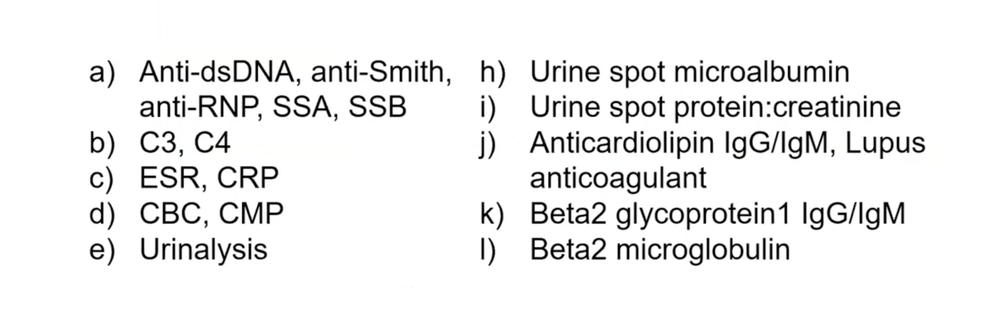 a) Anti-dsDNA, anti-Smith,
anti-RNP, SSA, SSB
b) C3, C4
c) ESR, CRP
d) CBC, CMP
e) Urinalysis
h) Urine spot microalbumin
i) Urine spot protein:creatinine
j) Anticardiolipin IgG/IgM, Lupus
anticoagulant
k) Beta2 glycoprotein1 IgG/IgM
l) Beta2 microglobulin